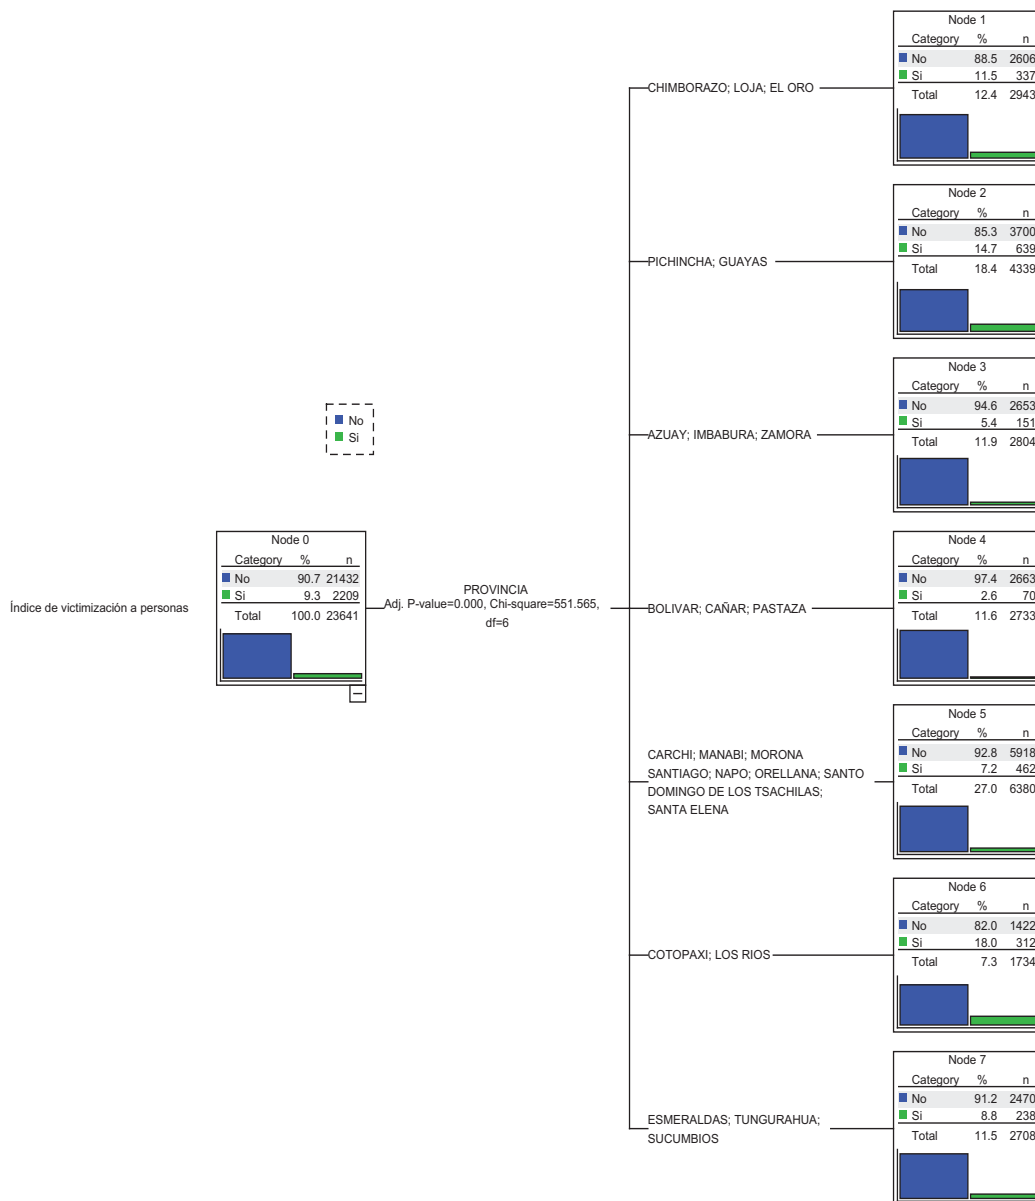 Node 1
Category % n
No 88.5 2606
Si 11.5 337
Total 12.4 2943
CHIMBORAZO; LOJA; EL ORO
Node 2
Category % n
No 85.3 3700
Si 14.7 639
Total 18.4 4339
PICHINCHA; GUAYAS
Node 3
Category % n
No 94.6 2653
Si 5.4 151
Total 11.9 2804
AZUAY; IMBABURA; ZAMORA
No
Si
Node 0
Category % n
No 90.7 21432
Si 9.3 2209
Total 100.0 23641
Índice de victimización a personas
PROVINCIA
Adj. P-value=0.000, Chi-square=551.565,
df=6
Node 4
Category % n
No 97.4 2663
Si 2.6 70
Total 11.6 2733
BOLIVAR; CAÑAR; PASTAZA
Node 5
Category % n
No 92.8 5918
Si 7.2 462
Total 27.0 6380
CARCHI; MANABI; MORONA
SANTIAGO; NAPO; ORELLANA; SANTO
DOMINGO DE LOS TSACHILAS;
SANTA ELENA
Node 6
Category % n
No 82.0 1422
Si 18.0 312
Total 7.3 1734
COTOPAXI; LOS RIOS
Node 7
Category % n
No 91.2 2470
Si 8.8 238
Total 11.5 2708
ESMERALDAS; TUNGURAHUA;
SUCUMBIOS